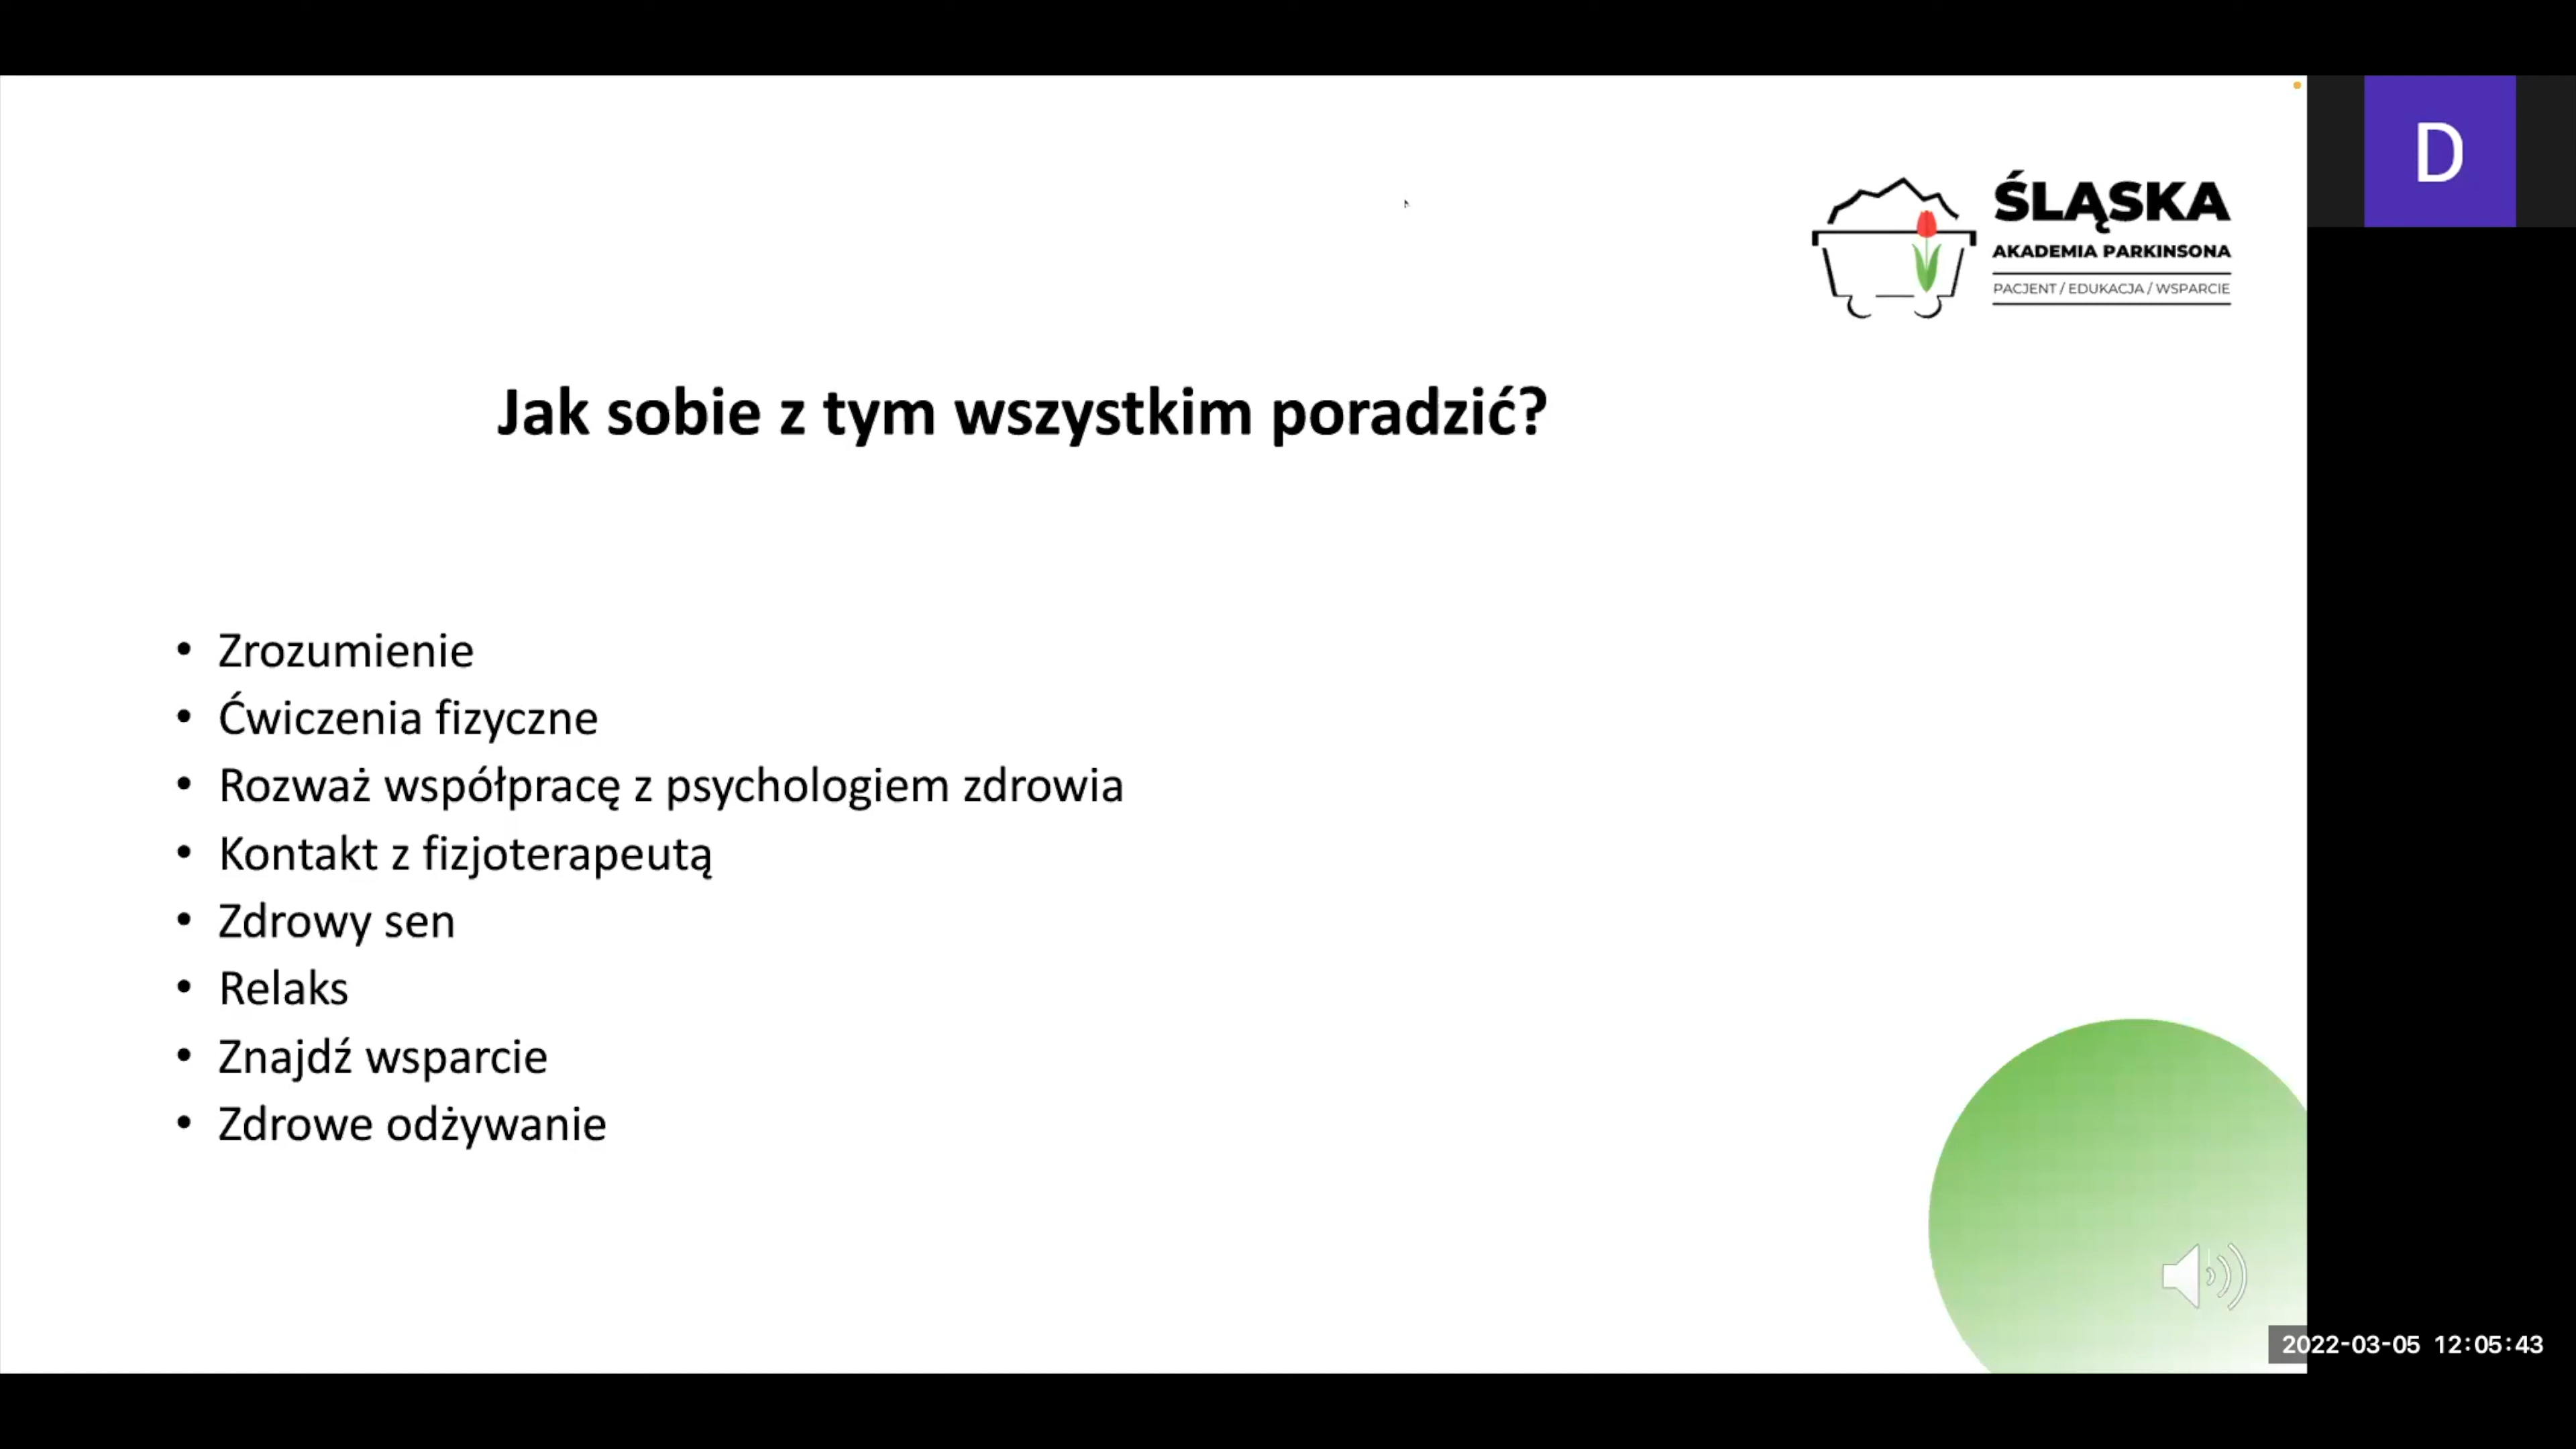 D
ŚLĄSKA
AKADEMIA PARKINSONA
PACJENT / EDUKACJA / WSPARCIE
Jak sobie z tym wszystkim poradzić?
• Zrozumienie
• Ćwiczenia fizyczne
• Rozważ współpracę z psychologiem zdrowia
• Kontakt z fizjoterapeutą
• Zdrowy sen
• Relaks
• Znajdź wsparcie
• Zdrowe odżywanie
2022-03-05 12:05:43